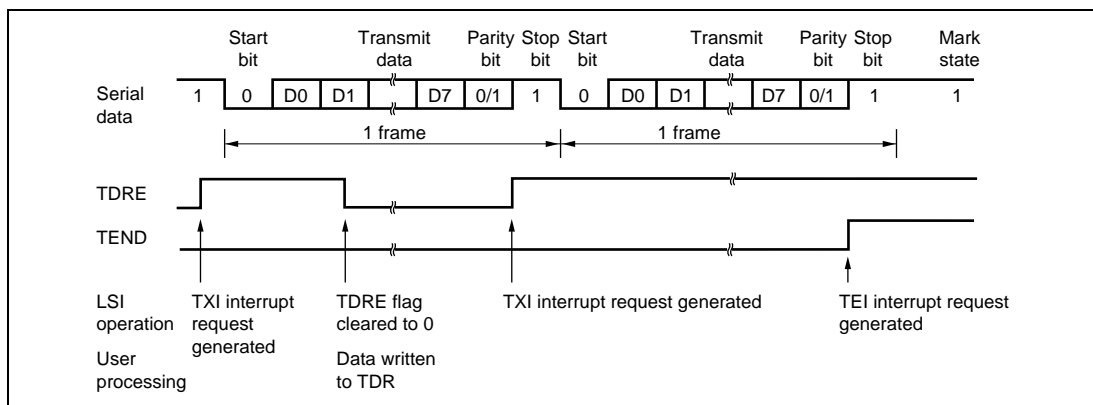 Start bit Transmit data Parity bit Stop bit Start bit Transmit data Parity bit Stop bit Mark state
Serial data 1 0 D0 D1 D7 0/1 1 0 D0 D1 D7 0/1 1 1
1 frame 1 frame
TDRE
TEND
LSI operation
TXI interrupt request generated
TDRE flag cleared to 0
TXI interrupt request generated
TEI interrupt request generated
User processing
Data written to TDR